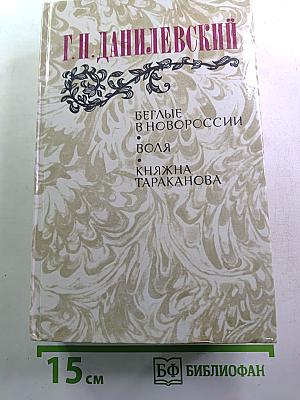 Г.П.ДАНИЛЕВСКИЙ
БЕГЛЫЕ
В НОВОРОССИИ
•
ВОЛЯ
•
КНЯЖНА
ТАРАКАНОВА
15 см
БФ БИБЛИОФАН